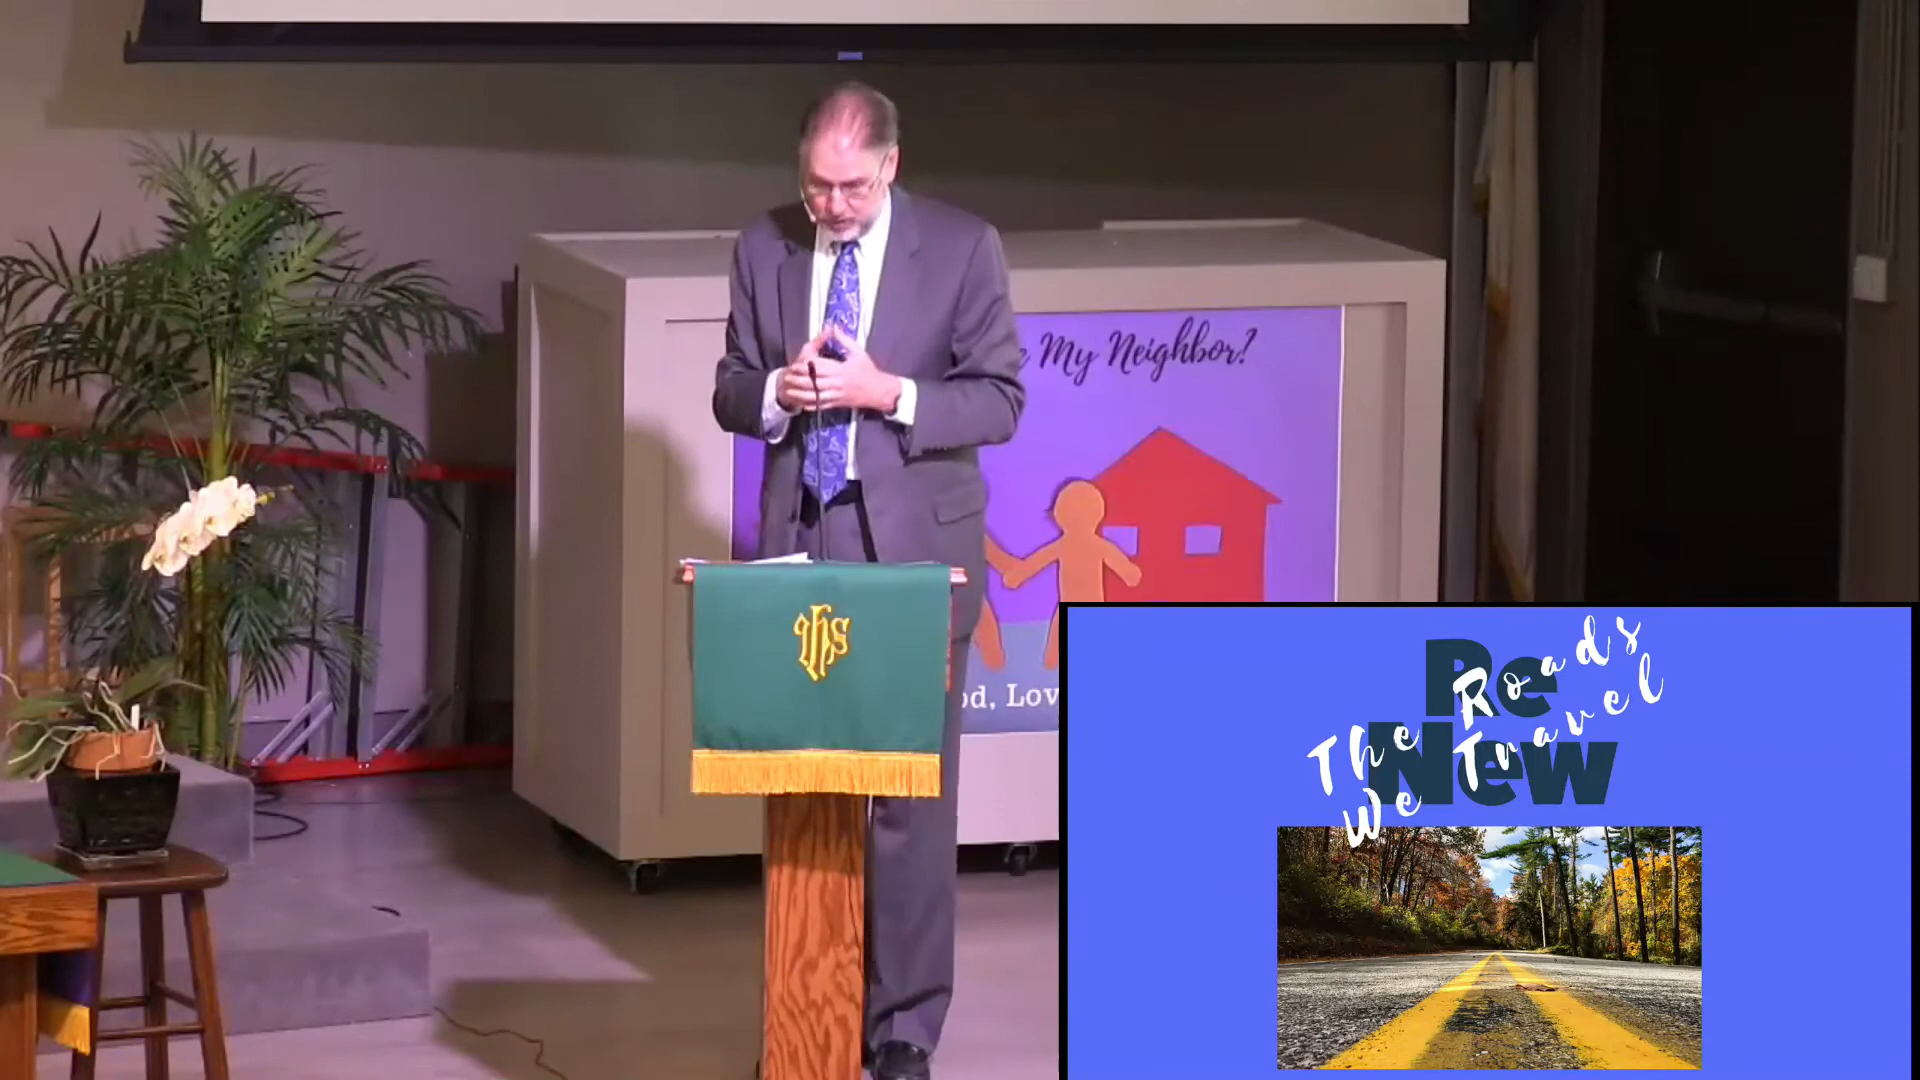 My Neighbor?
ihs
od, Lov
Re
New
The Roads
We Travel